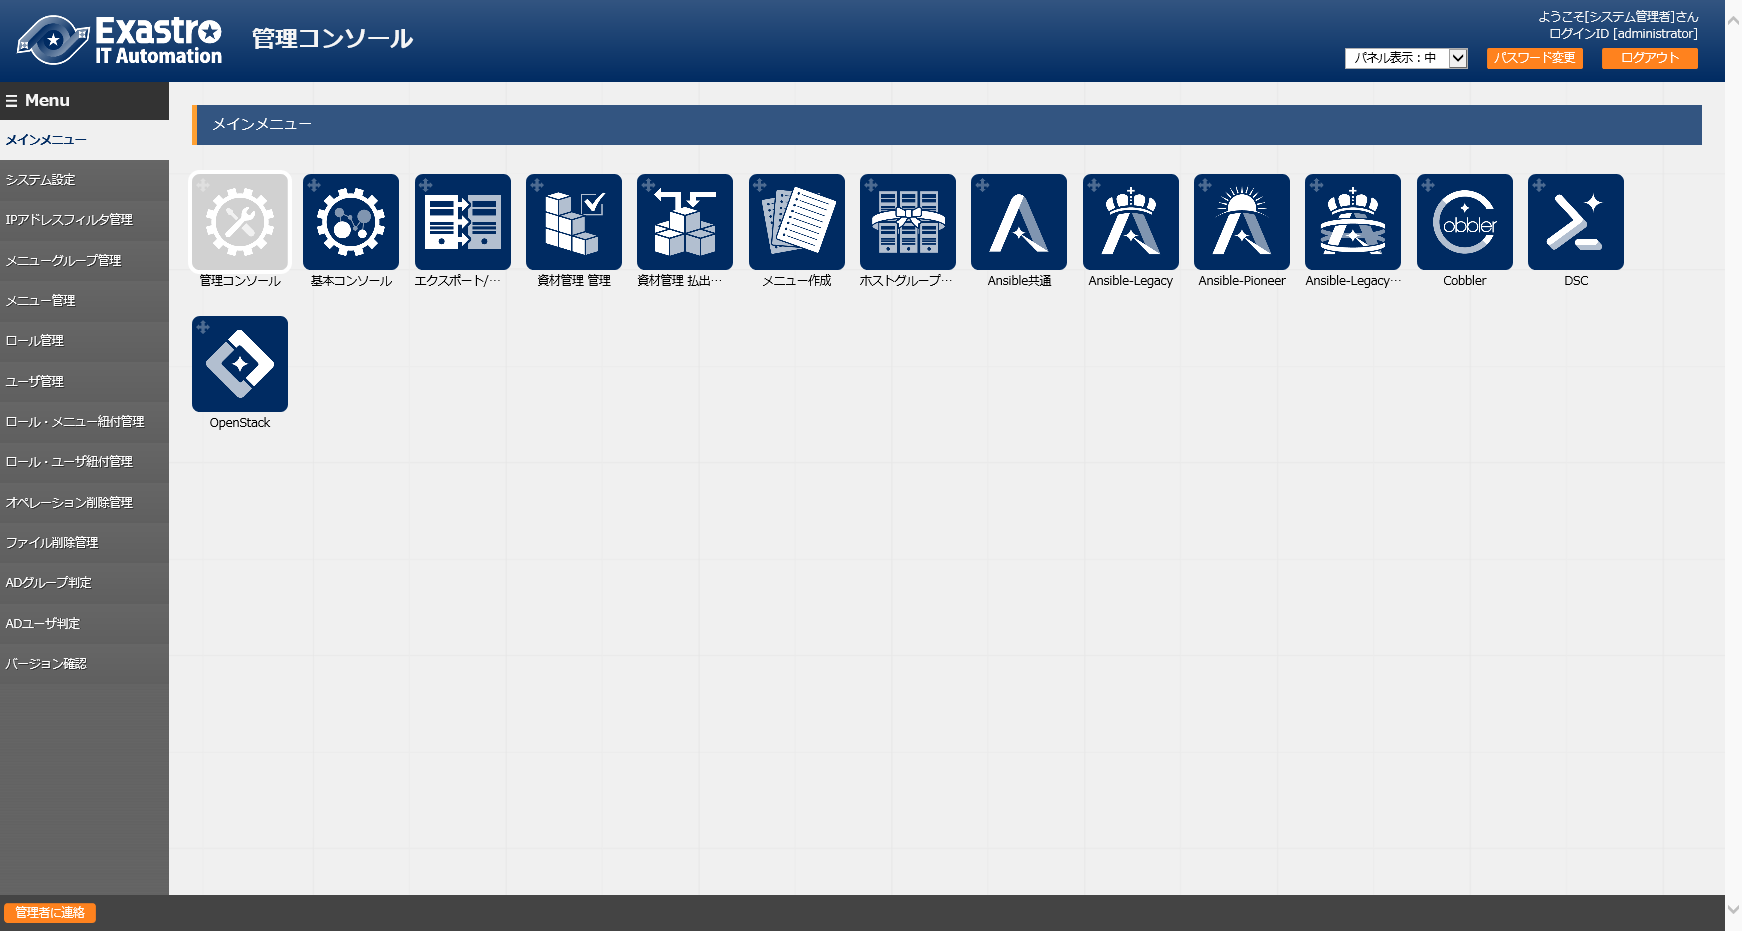 Exastro
IT Automation
管理コンソール
ようこそ[システム管理者]さん
ログインID [administrator]
パネル表示：中
パスワード変更
ログアウト
Menu
メインメニュー
システム設定
IPアドレスフィルタ管理
メニューグループ管理
メニュー管理
ロール管理
ユーザ管理
ロール・メニュー紐付管理
ロール・ユーザ紐付管理
オペレーション削除管理
ファイル削除管理
ADグループ判定
ADユーザ判定
バージョン確認
メインメニュー
管理コンソール
基本コンソール
エクスポート/…
資材管理 管理
資材管理 払出…
メニュー作成
ホストグループ…
Ansible共通
Ansible-Legacy
Ansible-Pioneer
Ansible-Legacy…
Cobbler
Cobbler
DSC
OpenStack
管理者に連絡